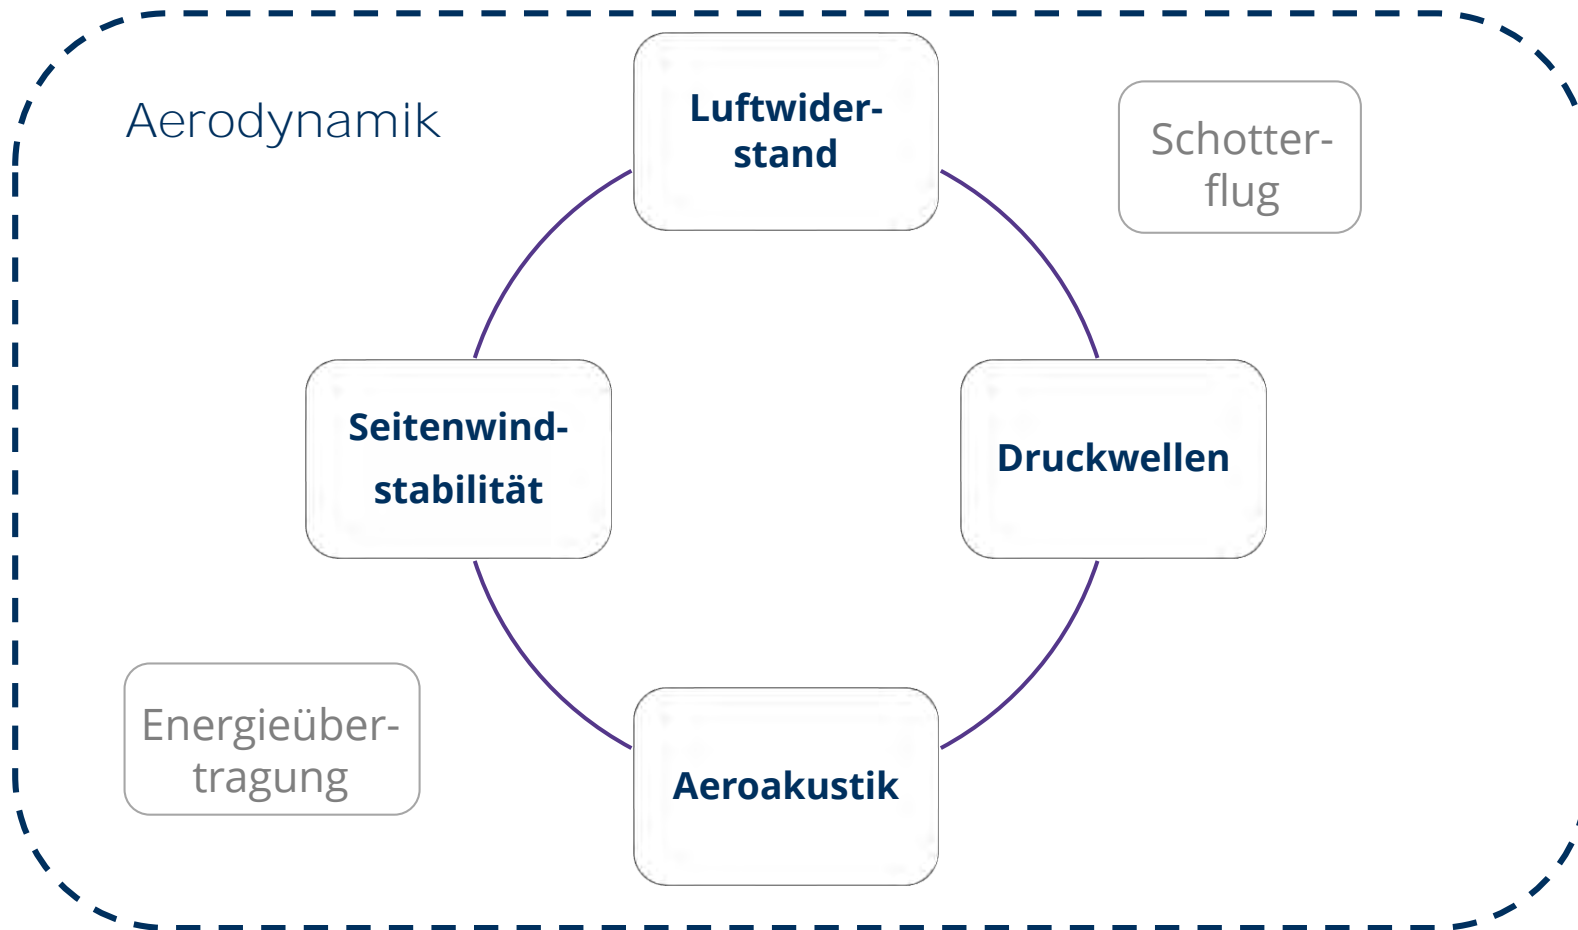 Aerodynamik
Luftwider-
stand
Schotter-
flug
Seitenwind-
stabilität
Druckwellen
Energieüber-
tragung
Aeroakustik